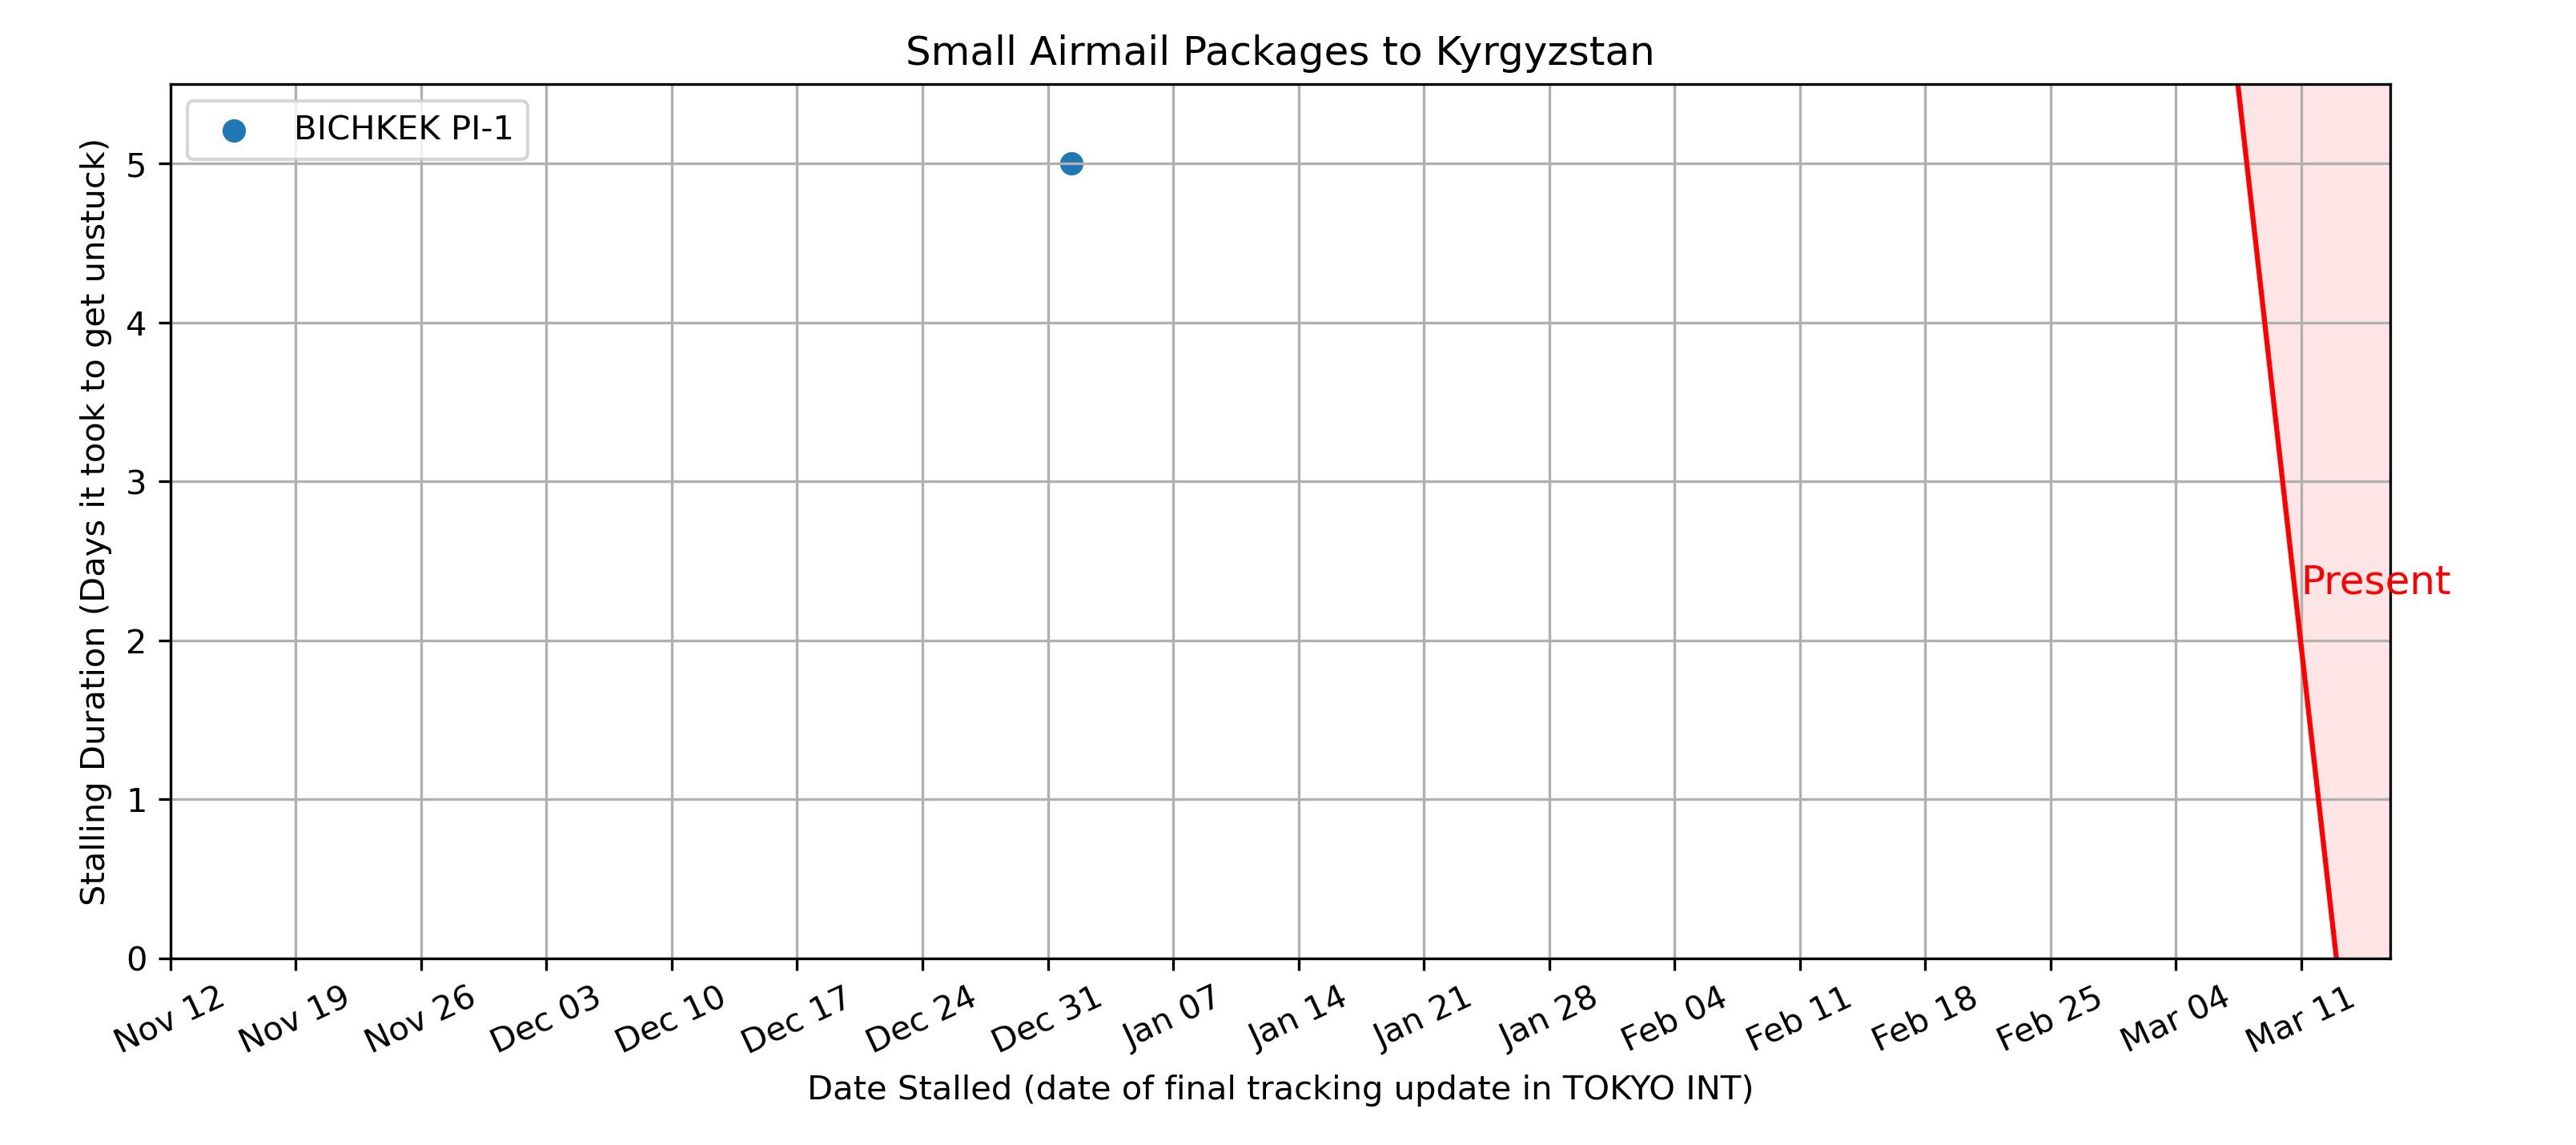 Small Airmail Packages to Kyrgyzstan
BICHKEK PI-1
Stalling Duration (Days it took to get unstuck)
5
4
3
2
1
0
Present
Nov 12
Nov 19
Nov 26
Dec 03
Dec 10
Dec 17
Dec 24
Dec 31
Jan 07
Jan 14
Jan 21
Jan 28
Feb 04
Feb 11
Feb 18
Feb 25
Mar 04
Mar 11
Date Stalled (date of final tracking update in TOKYO INT)